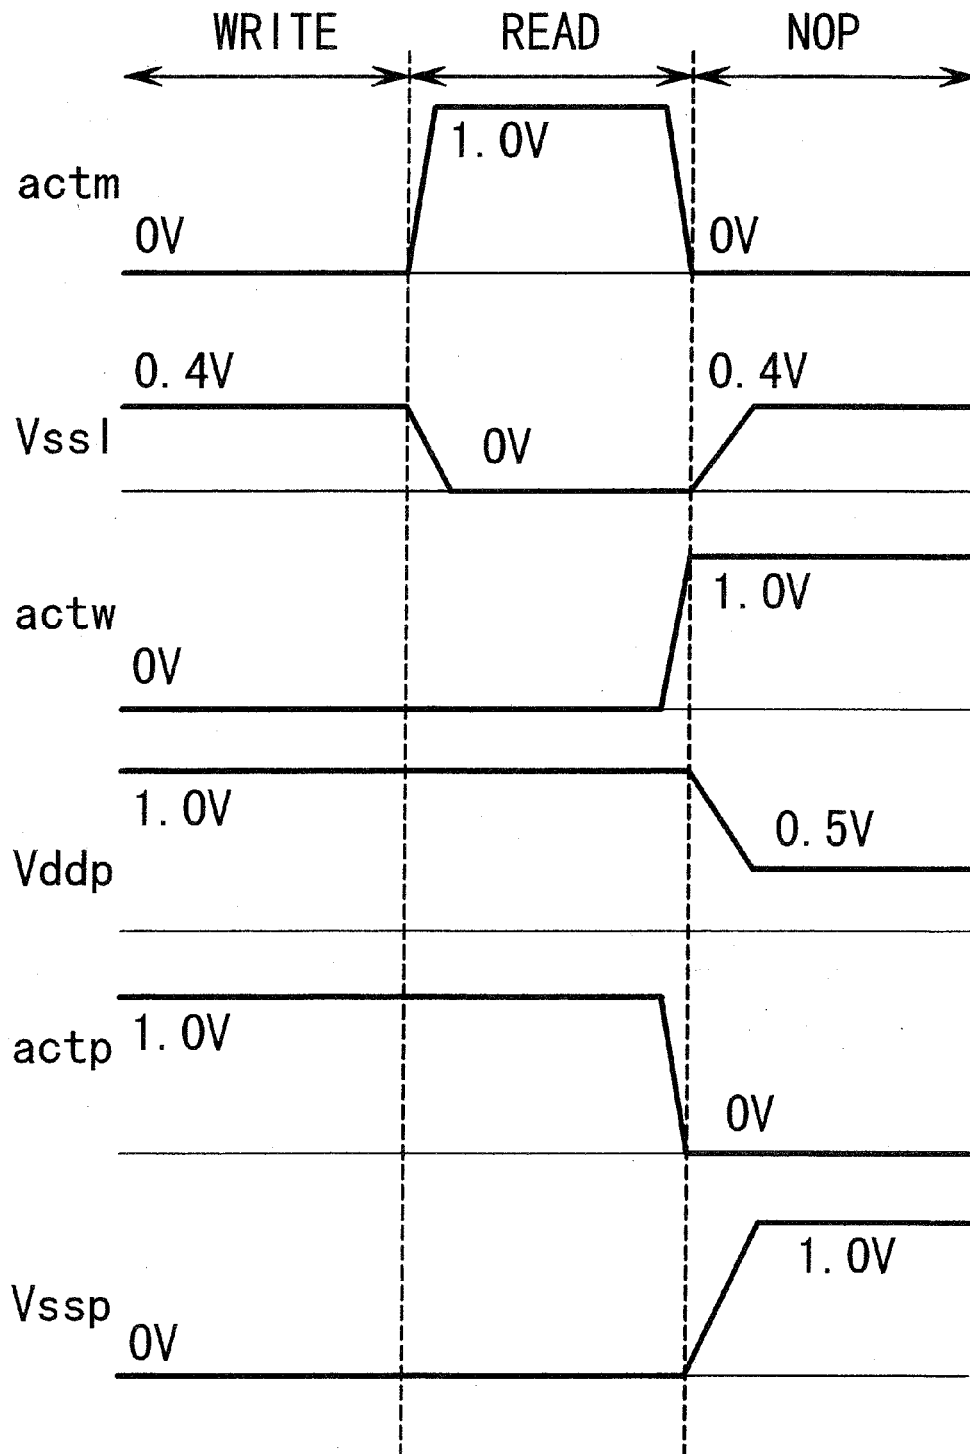 WRITE READ NOP
1.0V
actm
0V 0V
0.4V 0.4V
Vssl 0V
1.0V
actw
0V
1.0V 0.5V
Vddp
actp 1.0V
0V
1.0V
Vssp
0V